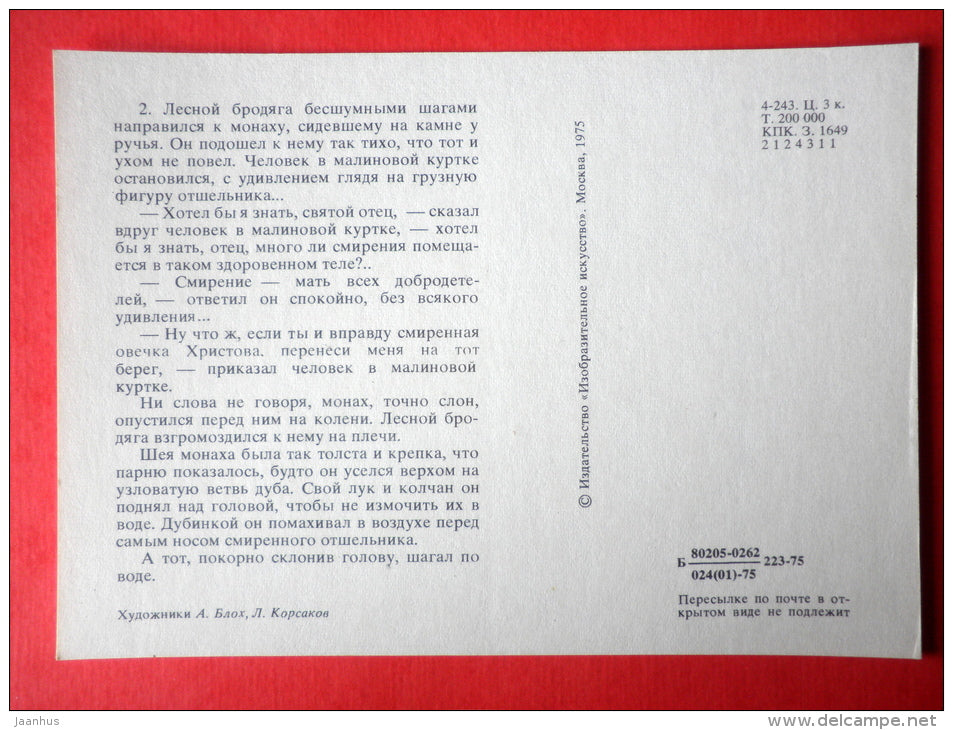 2. Лесной бродяга бесшумными шагами
направился к монаху, сидевшему на камне у
ручья. Он подошел к нему так тихо, что тот и
ухом не повел. Человек в малиновой куртке
остановился, с удивлением глядя на грузную
фигуру отшельника...
— Хотел бы я знать, святой отец, — сказал
вдруг человек в малиновой куртке, — хотел
бы я знать, отец, много ли смирения помеща-
ется в таком здоровенном теле?..
— Смирение — мать всех добродете-
лей, — ответил он спокойно, без всякого
удивления...
— Ну что ж, если ты и вправду смиренная
овечка Христова, перенеси меня на тот
берег, — приказал человек в малиновой
куртке.
Ни слова не говоря, монах, точно слон,
опустился перед ним на колени. Лесной бро-
дяга взгромоздился к нему на плечи.
Шея монаха была так толста и крепка, что
парню показалось, будто он уселся верхом на
узловатую ветвь дуба. Свой лук и колчан он
поднял над головой, чтобы не измочить их в
воде. Дубинкой он помахивал в воздухе перед
самым носом смиренного отшельника.
А тот, покорно склонив голову, шагал по
воде.
Художники А. Блох, Л. Корсаков
© Издательство «Изобразительное искусство». Москва, 1975
4-243. Ц. 3 к.
Т. 200 000
КПК. З. 1649
2 1 2 4 3 1 1
Б 80205-0262 223-75
024(01)-75
Пересылке по почте в от-
крытом виде не подлежит
jaanhus
www.delcampe.net